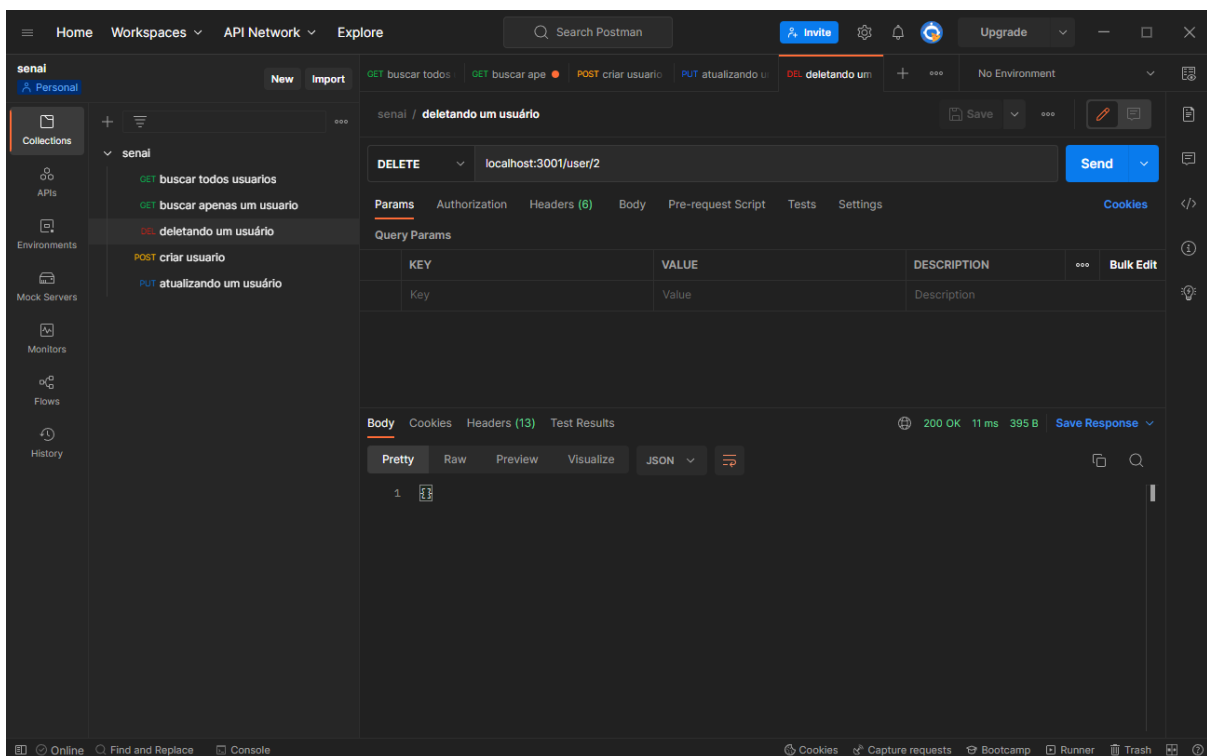 Home Workspaces API Network Explore Search Postman Invite Upgrade
senai
Personal
New Import
GET buscar todos GET buscar ape POST criar usuario PUT atualizando u DEL deletando um No Environment
senai / deletando um usuário Save
Collections
APIs
Environments
Mock Servers
Monitors
Flows
History
senai
GET buscar todos usuarios
GET buscar apenas um usuario
DEL deletando um usuário
POST criar usuario
PUT atualizando um usuário
DELETE localhost:3001/user/2 Send
Params Authorization Headers (6) Body Pre-request Script Tests Settings Cookies
Query Params
KEY VALUE DESCRIPTION Bulk Edit
Key Value Description
Body Cookies Headers (13) Test Results 200 OK 11 ms 395 B Save Response
Pretty Raw Preview Visualize JSON
1 {}
Online Find and Replace Console Cookies Capture requests Bootcamp Runner Trash